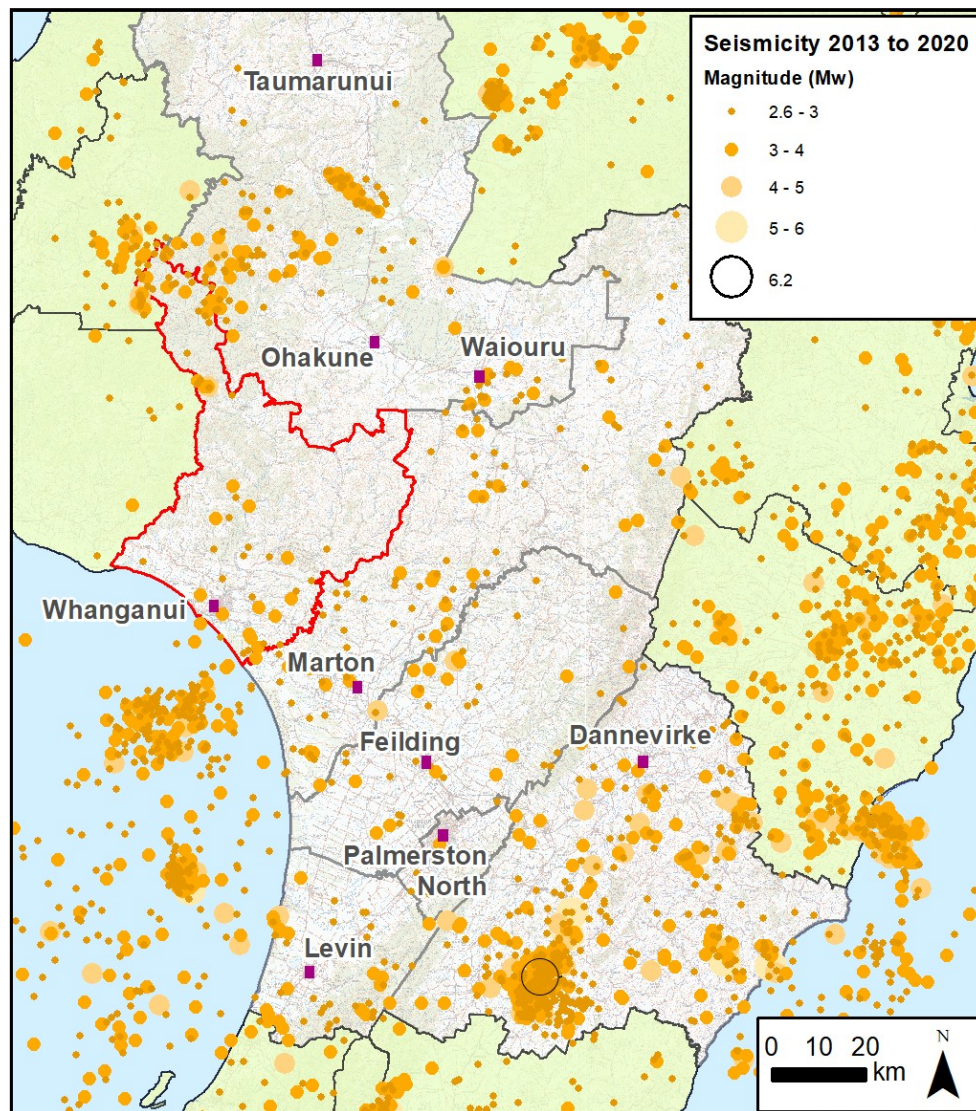 Seismicity 2013 to 2020
Magnitude (Mw)
2.6 - 3
3 - 4
4 - 5
5 - 6
6.2
Taumarunui
Ohakune
Waiouru
Whanganui
Marton
Feilding
Dannevirke
Palmerston
North
Levin
0 10 20
km
N